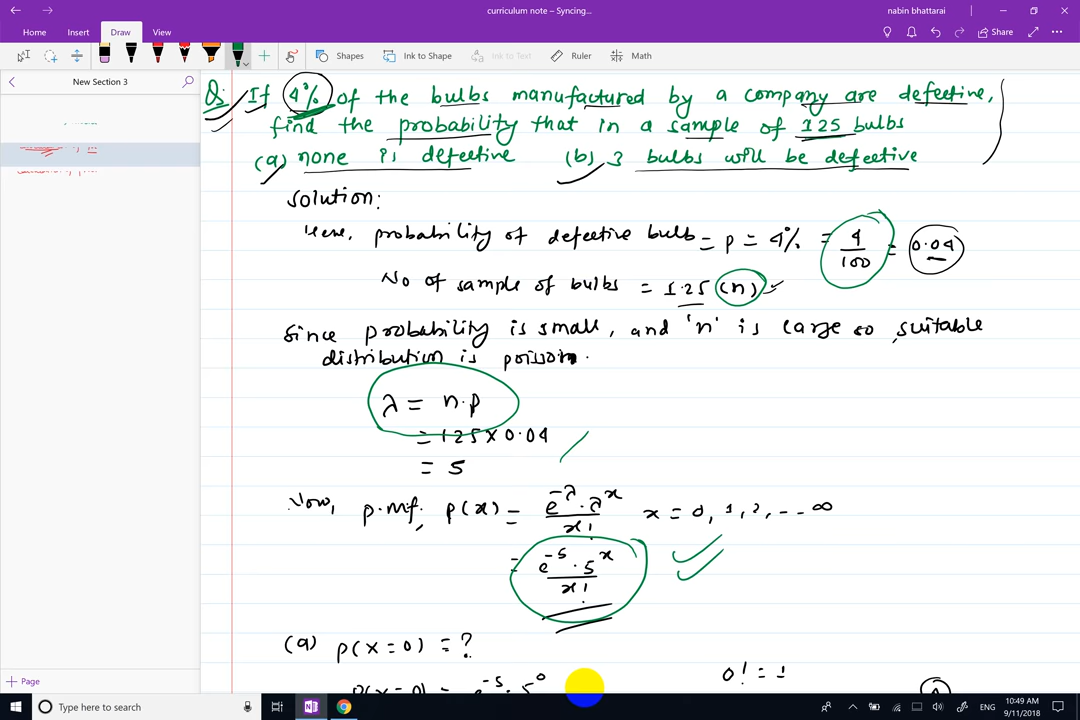 curriculum note - Syncing...
nabin bhattarai
Home Insert Draw View
Share
Shapes Ink to Shape Ink to Text Ruler Math
New Section 3
Q: If 4% of the bulbs manufactured by a company are defective,
find the probability that in a sample of 125 bulbs
(a) none is defective (b) 3 bulbs will be defective
Solution:
Here, probability of defective bulb = p = 4% = 4/100 = 0.04
No of sample of bulbs = 125 (n)
Since probability is small, and 'n' is large so, suitable
distribution is poisson.
λ = n.p
= 125 × 0.04
= 5
Now, p.mf, p(x) = e^-λ . λ^x / x! x = 0, 1, 2, -- ∞
= e^-5 . 5^x / x!
(a) p(X=0) = ?
p(x=0) = e^-5 . 5^0
0! = 1
+ Page
Type here to search
ENG
10:49 AM
9/11/2018